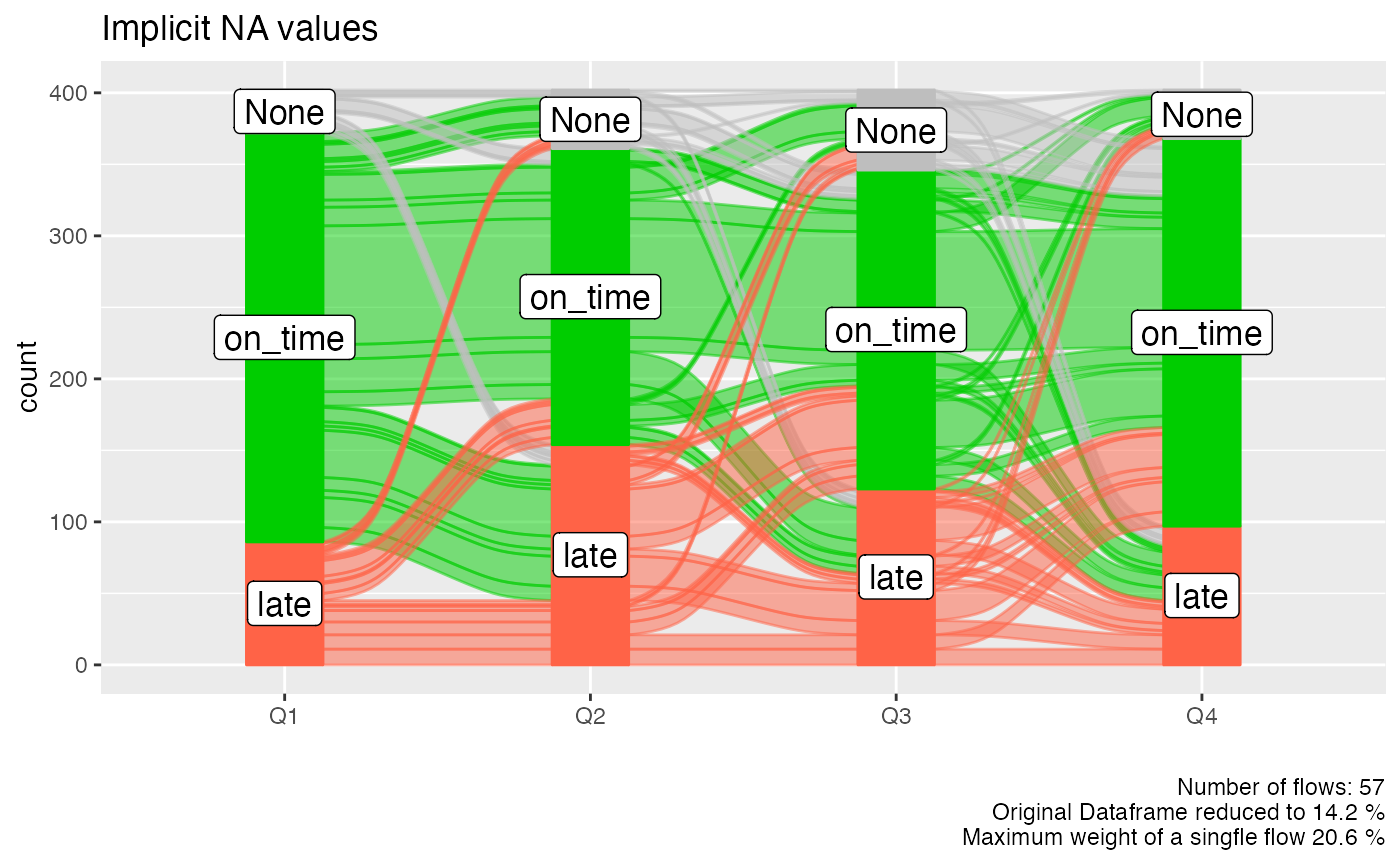 Implicit NA values
count
400
300
200
100
0
None
on_time
late
None
on_time
late
None
on_time
late
None
on_time
late
Q1
Q2
Q3
Q4
Number of flows: 57
Original Dataframe reduced to 14.2 %
Maximum weight of a singfle flow 20.6 %